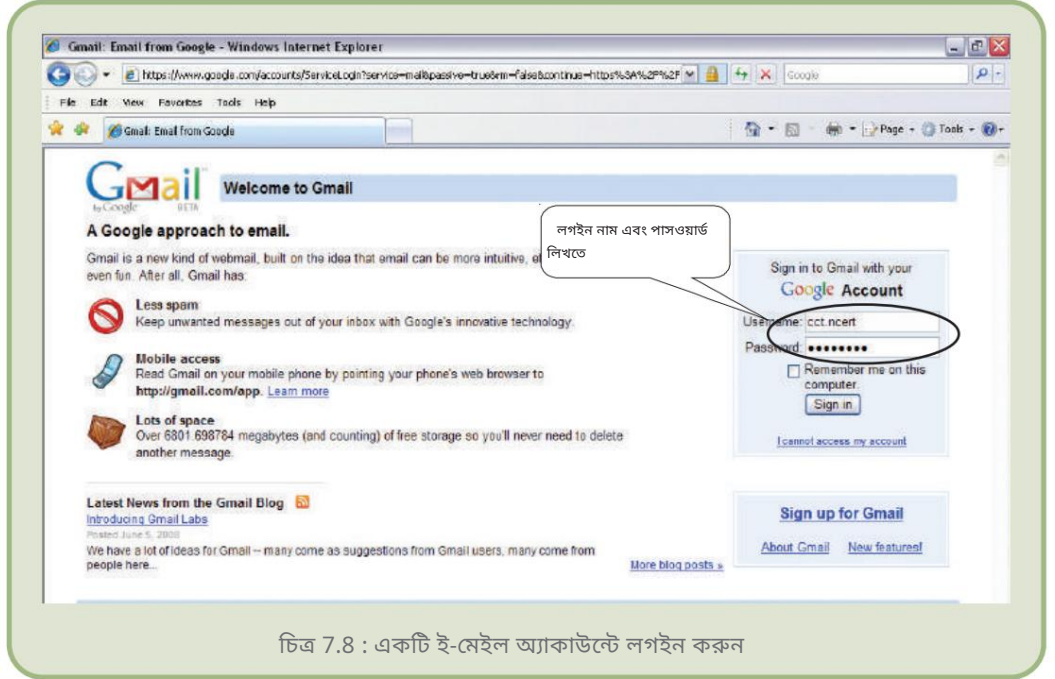 Gmail: Email from Google - Windows Internet Explorer
https://www.google.com/accounts/ServiceLogin?service=mail&passive=true&rm=false&continue=https%3A%2F%2F
Google
File Edit View Favorites Tools Help
Gmail: Email from Google
Page Tools
Gmail
by Google BETA
Welcome to Gmail
A Google approach to email.
Gmail is a new kind of webmail, built on the idea that email can be more intuitive,
even fun. After all, Gmail has:
Less spam
Keep unwanted messages out of your inbox with Google's innovative technology.
Mobile access
Read Gmail on your mobile phone by pointing your phone's web browser to
http://gmail.com/app. Learn more
Lots of space
Over 6801.698784 megabytes (and counting) of free storage so you'll never need to delete
another message.
Latest News from the Gmail Blog
Introducing Gmail Labs
Posted June 5, 2008
We have a lot of ideas for Gmail -- many come as suggestions from Gmail users, many come from
people here...
More blog posts »
লগইন নাম এবং পাসওয়ার্ড
লিখতে
Sign in to Gmail with your
Google Account
Username: cct.ncert
Password: ••••••••
Remember me on this
computer.
Sign in
I cannot access my account
Sign up for Gmail
About Gmail New features!
চিত্র 7.8 : একটি ই-মেইল অ্যাকাউন্টে লগইন করুন